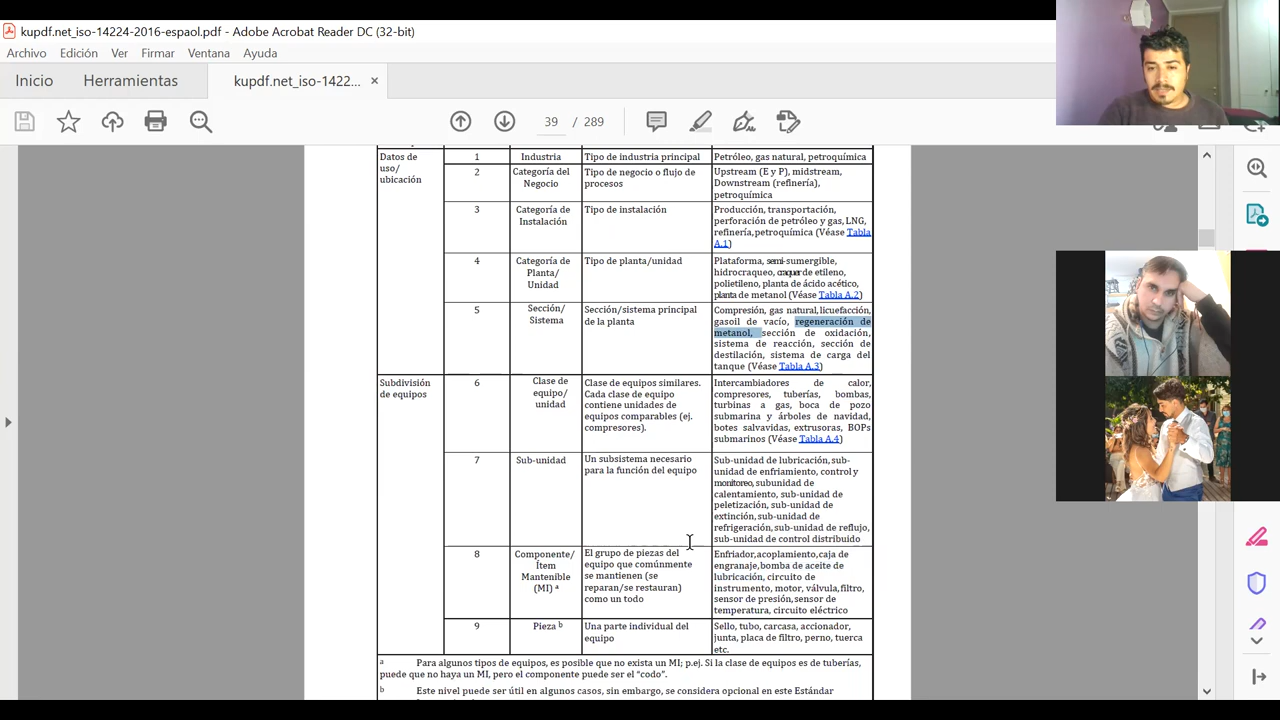 kupdf.net_iso-14224-2016-espaol.pdf - Adobe Acrobat Reader DC (32-bit)
Archivo Edición Ver Firmar Ventana Ayuda
Inicio Herramientas kupdf.net_iso-1422... ×
39 / 289
Datos de uso/ ubicación
1 Industria Tipo de industria principal Petróleo, gas natural, petroquímica
2 Categoría del Negocio Tipo de negocio o flujo de procesos Upstream (E y P), midstream, Downstream (refinería), petroquímica
3 Categoría de Instalación Tipo de instalación Producción, transportación, perforación de petróleo y gas, LNG, refinería, petroquímica (Véase Tabla A.1)
4 Categoría de Planta/ Unidad Tipo de planta/unidad Plataforma, semi-sumergible, hidrocraqueo, craquer de etileno, polietileno, planta de ácido acético, planta de metanol (Véase Tabla A.2)
5 Sección/ Sistema Sección/sistema principal de la planta Compresión, gas natural, licuefacción, gasoil de vacío, regeneración de metanol, sección de oxidación, sistema de reacción, sección de destilación, sistema de carga del tanque (Véase Tabla A.3)
Subdivisión de equipos
6 Clase de equipo/ unidad Clase de equipos similares. Cada clase de equipo contiene unidades de equipos comparables (ej. compresores). Intercambiadores de calor, compresores, tuberías, bombas, turbinas a gas, boca de pozo submarina y árboles de navidad, botes salvavidas, extrusoras, BOPs submarinos (Véase Tabla A.4)
7 Sub-unidad Un subsistema necesario para la función del equipo Sub-unidad de lubricación, sub-unidad de enfriamiento, control y monitoreo, subunidad de calentamiento, sub-unidad de peletización, sub-unidad de extinción, sub-unidad de refrigeración, sub-unidad de reflujo, sub-unidad de control distribuido
8 Componente/ Ítem Mantenible (MI) a El grupo de piezas del equipo que comúnmente se mantienen (se reparan/se restauran) como un todo Enfriador, acoplamiento, caja de engranaje, bomba de aceite de lubricación, circuito de instrumento, motor, válvula, filtro, sensor de presión, sensor de temperatura, circuito eléctrico
9 Pieza b Una parte individual del equipo Sello, tubo, carcasa, accionador, junta, placa de filtro, perno, tuerca etc.
a Para algunos tipos de equipos, es posible que no exista un MI; p.ej. Si la clase de equipos es de tuberías,
puede que no haya un MI, pero el componente puede ser el “codo”.
b Este nivel puede ser útil en algunos casos, sin embargo, se considera opcional en este Estándar